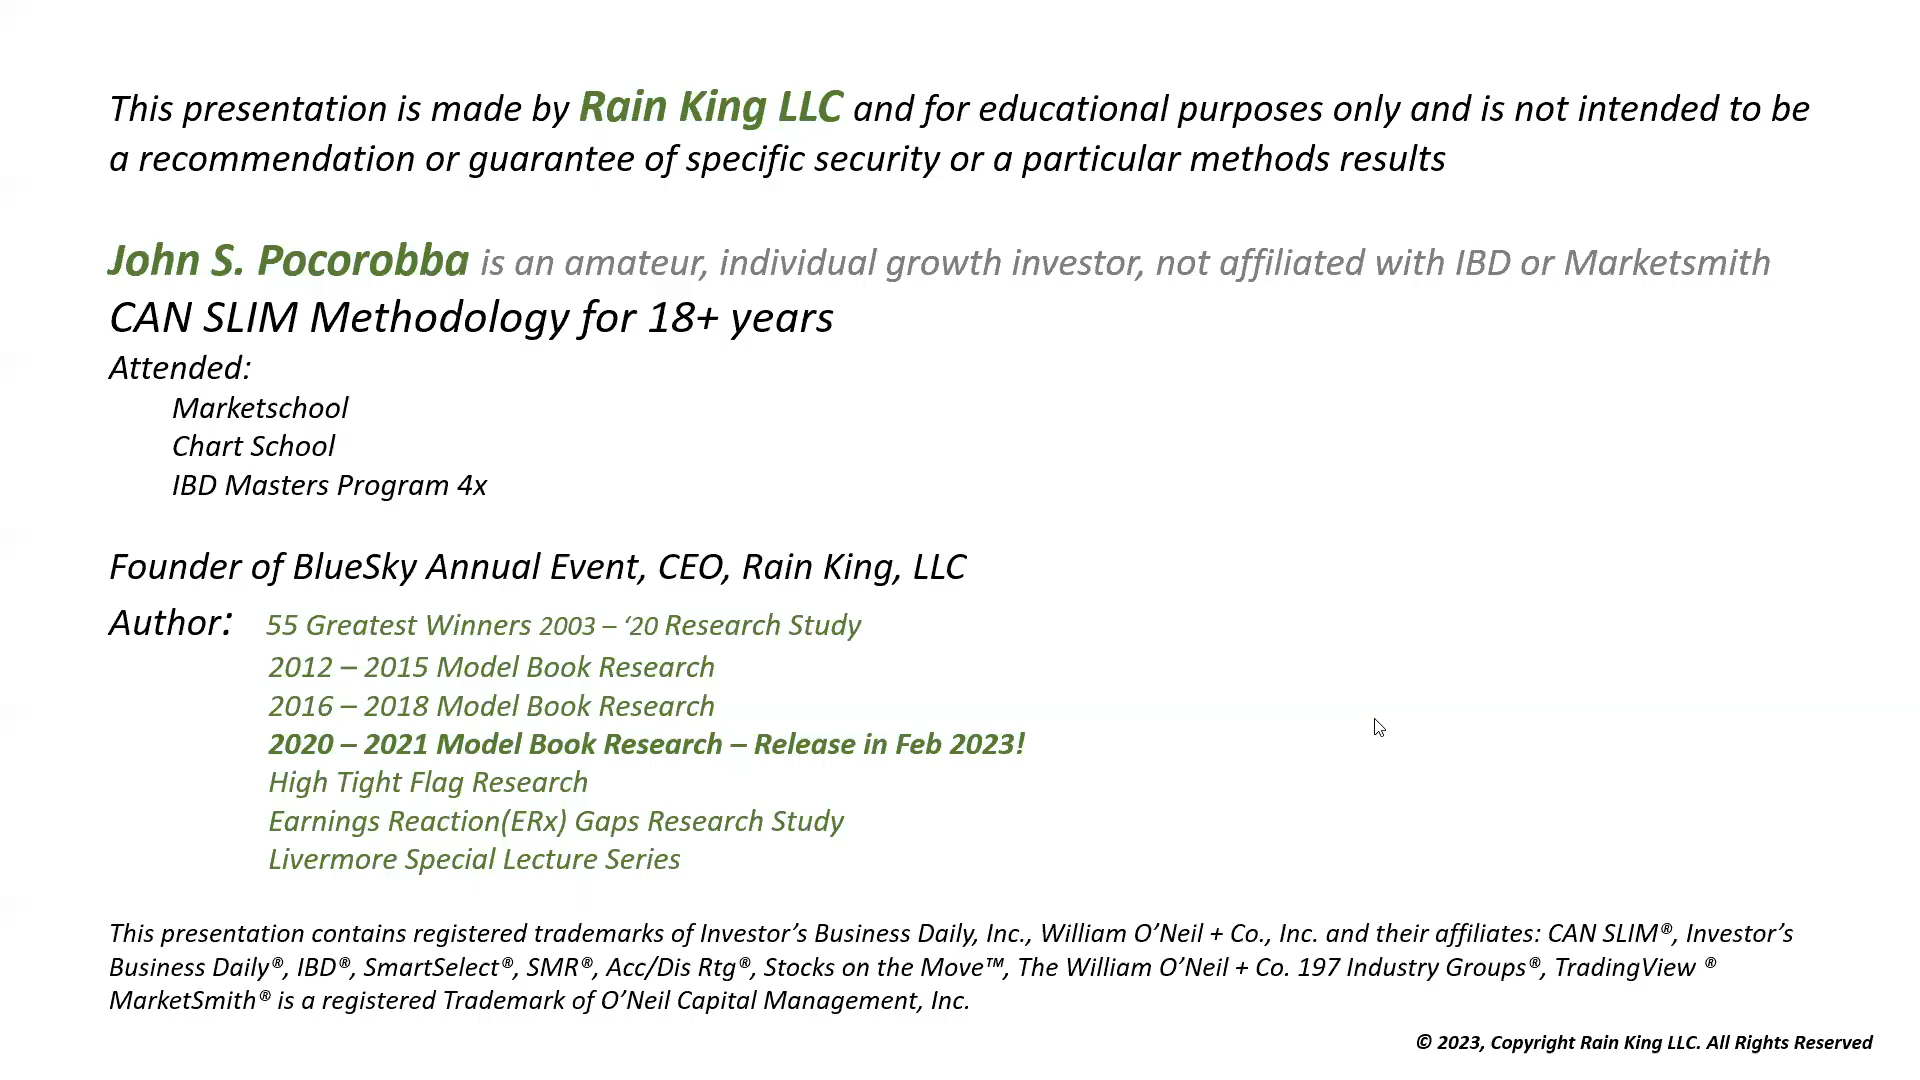 This presentation is made by Rain King LLC and for educational purposes only and is not intended to be
a recommendation or guarantee of specific security or a particular methods results
John S. Pocorobba is an amateur, individual growth investor, not affiliated with IBD or Marketsmith
CAN SLIM Methodology for 18+ years
Attended:
Marketschool
Chart School
IBD Masters Program 4x
Founder of BlueSky Annual Event, CEO, Rain King, LLC
Author: 55 Greatest Winners 2003 – ‘20 Research Study
2012 – 2015 Model Book Research
2016 – 2018 Model Book Research
2020 – 2021 Model Book Research – Release in Feb 2023!
High Tight Flag Research
Earnings Reaction(ERx) Gaps Research Study
Livermore Special Lecture Series
This presentation contains registered trademarks of Investor’s Business Daily, Inc., William O’Neil + Co., Inc. and their affiliates: CAN SLIM®, Investor’s
Business Daily®, IBD®, SmartSelect®, SMR®, Acc/Dis Rtg®, Stocks on the Move™, The William O’Neil + Co. 197 Industry Groups®, TradingView ®
MarketSmith® is a registered Trademark of O’Neil Capital Management, Inc.
© 2023, Copyright Rain King LLC. All Rights Reserved